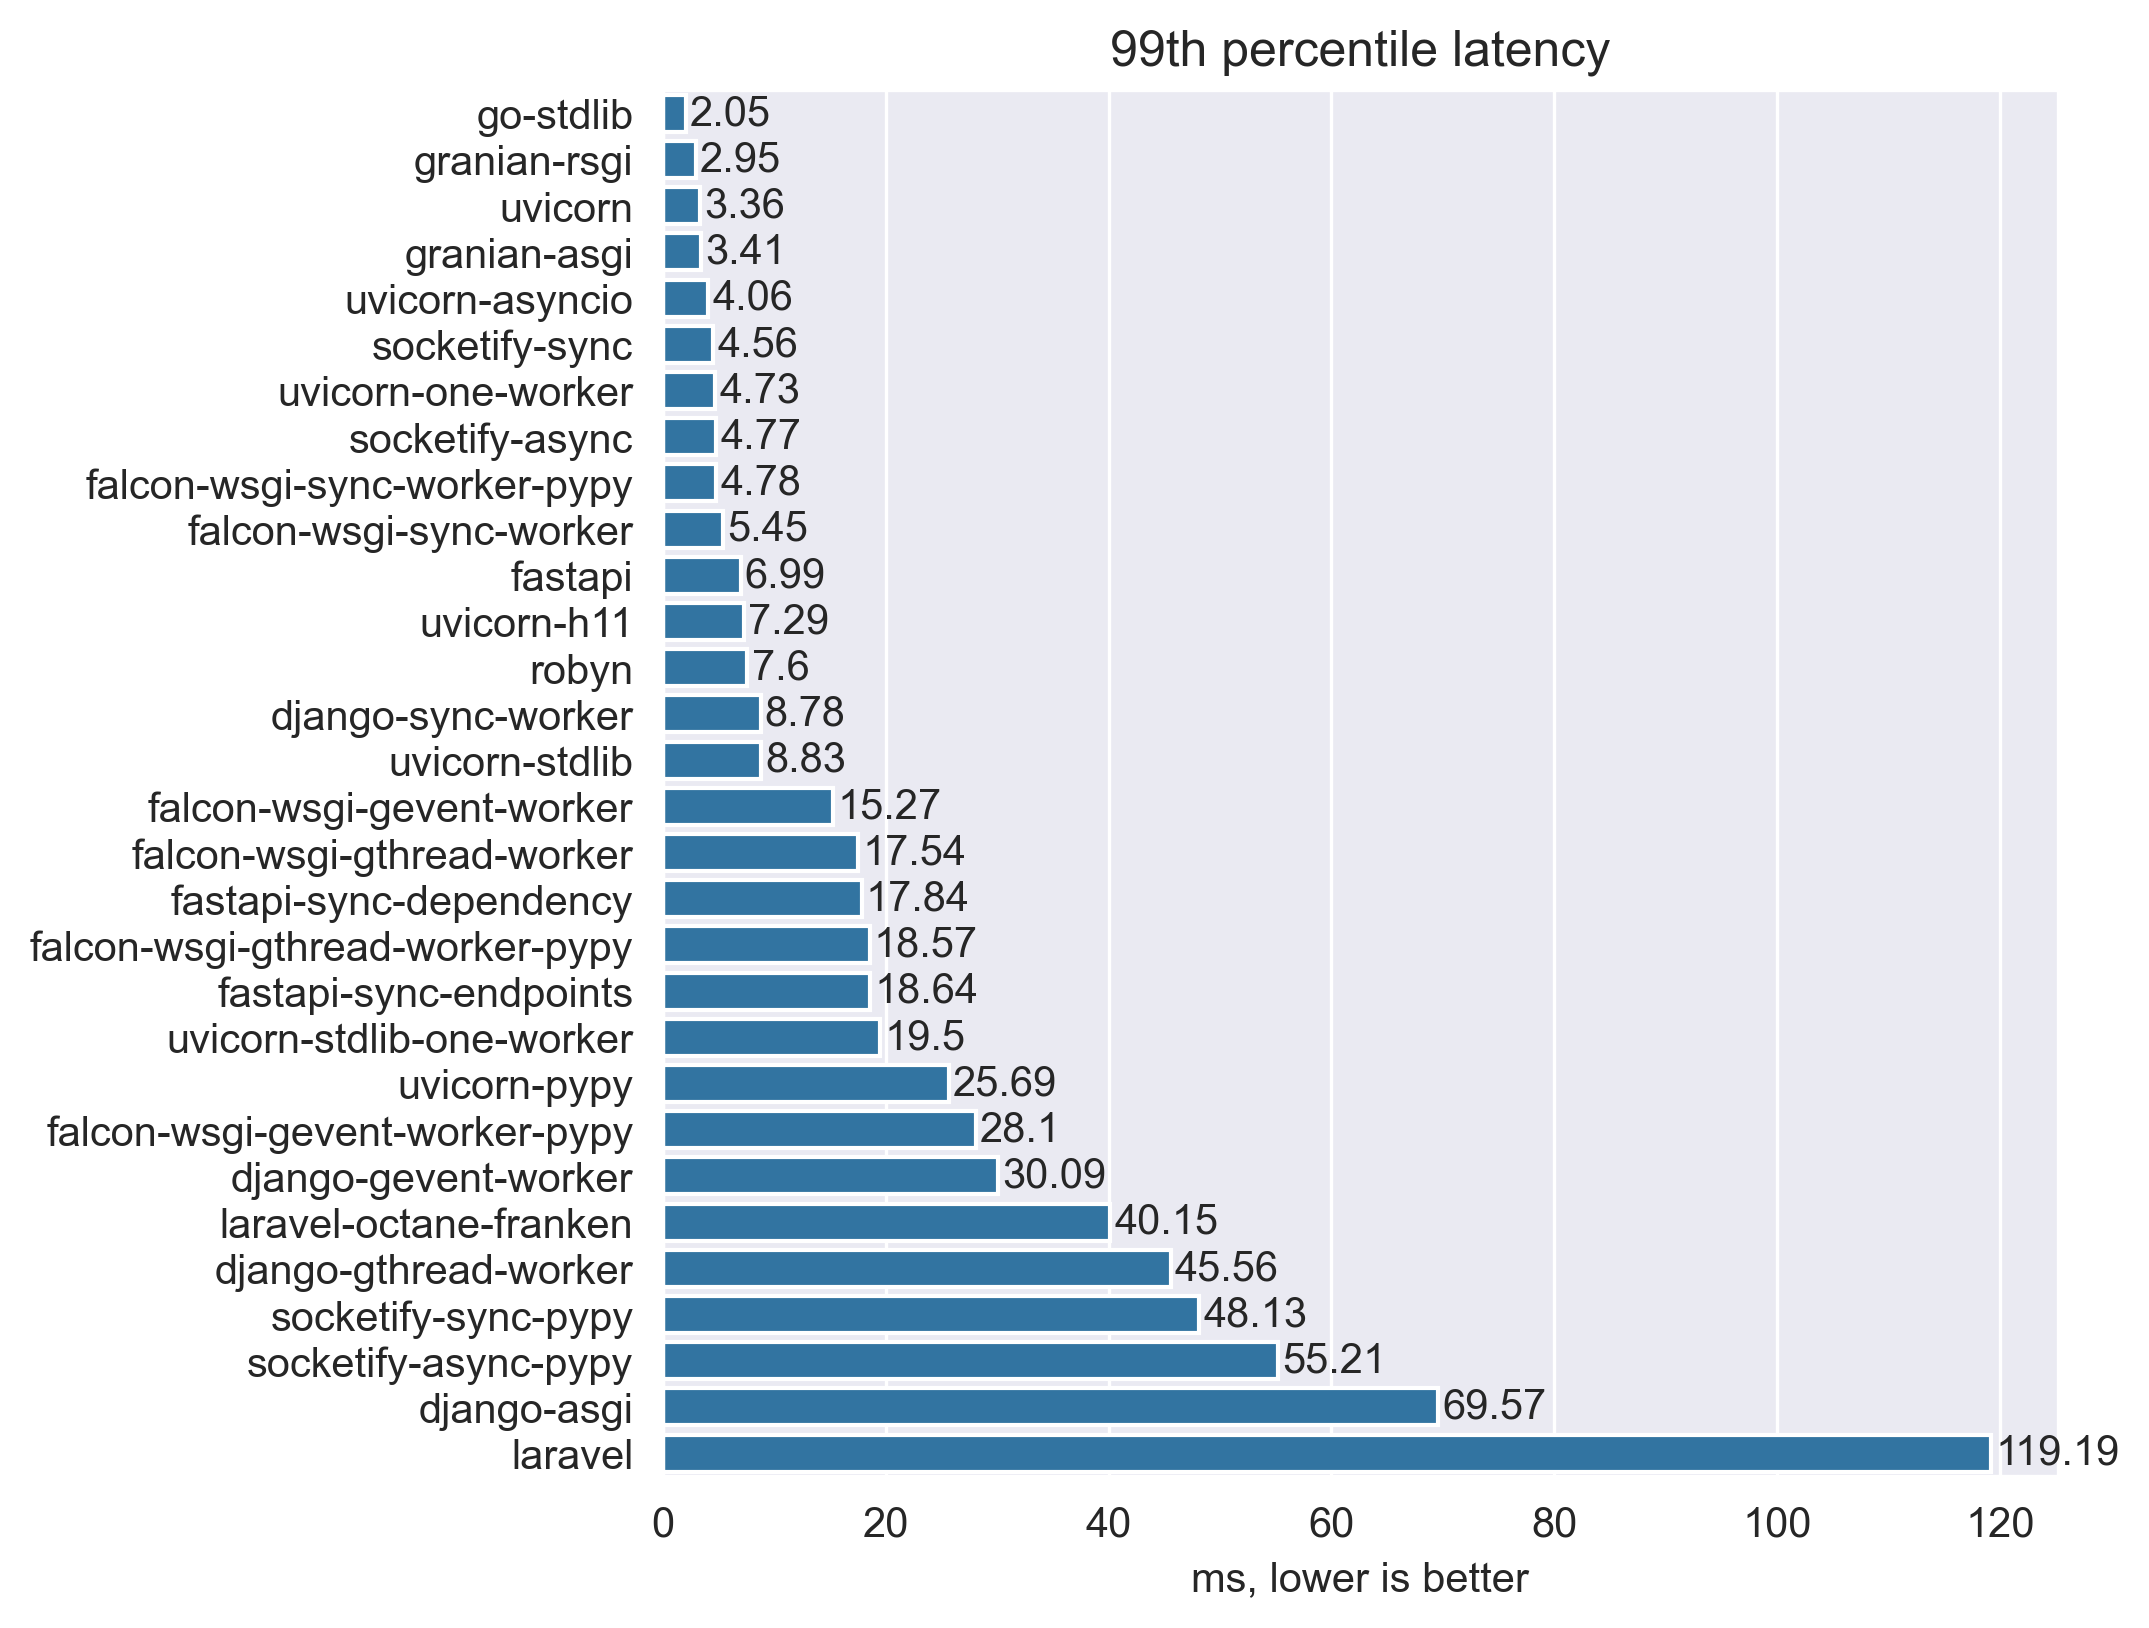 99th percentile latency
go-stdlib 2.05
granian-rsgi 2.95
uvicorn 3.36
granian-asgi 3.41
uvicorn-asyncio 4.06
socketify-sync 4.56
uvicorn-one-worker 4.73
socketify-async 4.77
falcon-wsgi-sync-worker-pypy 4.78
falcon-wsgi-sync-worker 5.45
fastapi 6.99
uvicorn-h11 7.29
robyn 7.6
django-sync-worker 8.78
uvicorn-stdlib 8.83
falcon-wsgi-gevent-worker 15.27
falcon-wsgi-gthread-worker 17.54
fastapi-sync-dependency 17.84
falcon-wsgi-gthread-worker-pypy 18.57
fastapi-sync-endpoints 18.64
uvicorn-stdlib-one-worker 19.5
uvicorn-pypy 25.69
falcon-wsgi-gevent-worker-pypy 28.1
django-gevent-worker 30.09
laravel-octane-franken 40.15
django-gthread-worker 45.56
socketify-sync-pypy 48.13
socketify-async-pypy 55.21
django-asgi 69.57
laravel 119.19
0 20 40 60 80 100 120
ms, lower is better